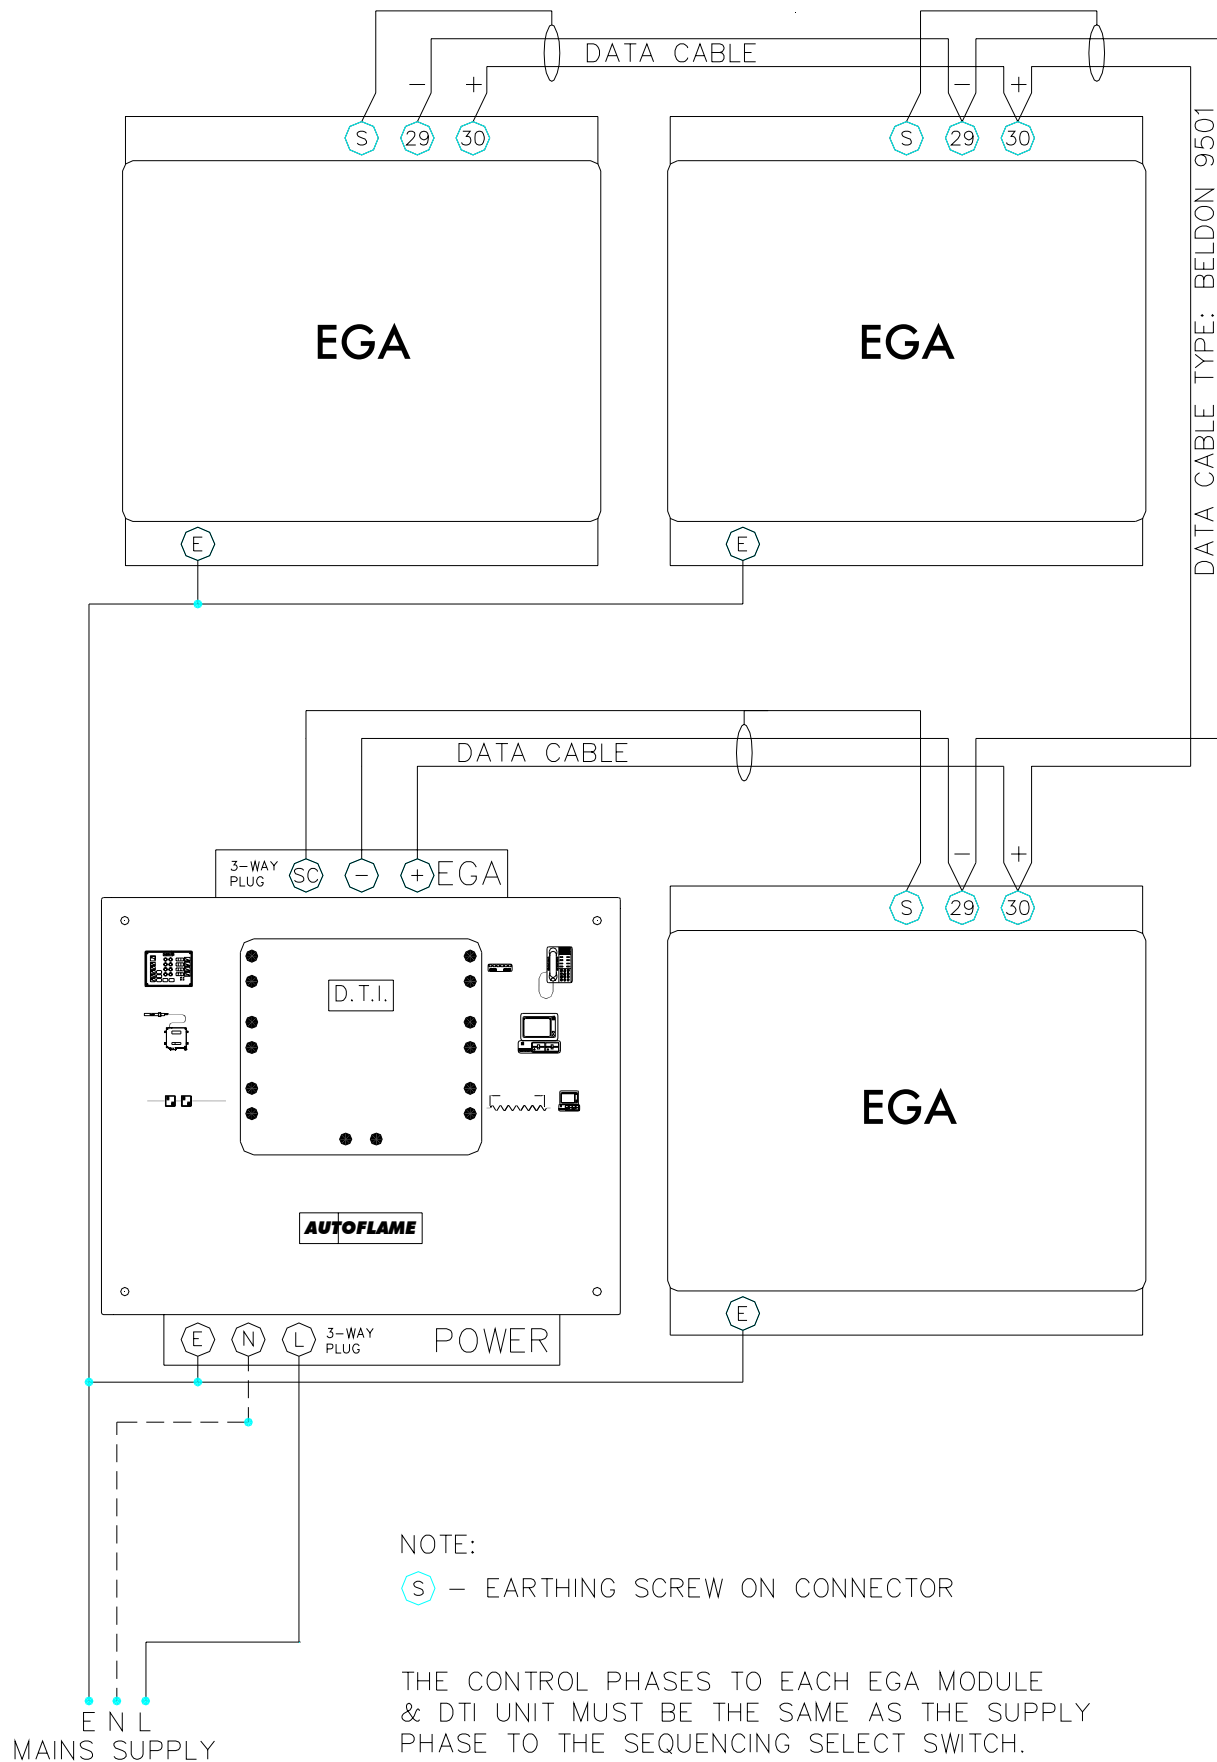 DATA CABLE
- + - +
S 29 30 S 29 30
DATA CABLE TYPE: BELDON 9501
EGA EGA
E E
DATA CABLE
- +
3-WAY
PLUG
SC - + EGA
S 29 30
D.T.I.
EGA
AUTOFLAME
E N L
3-WAY
PLUG
POWER
E
NOTE:
S - EARTHING SCREW ON CONNECTOR
THE CONTROL PHASES TO EACH EGA MODULE
& DTI UNIT MUST BE THE SAME AS THE SUPPLY
PHASE TO THE SEQUENCING SELECT SWITCH.
E N L
MAINS SUPPLY